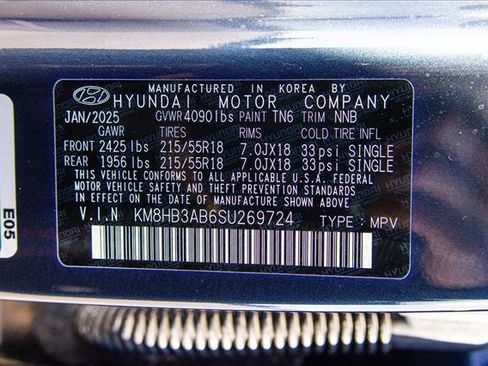 MANUFACTURED IN KOREA BY
HYUNDAI MOTOR COMPANY
JAN/2025 GVWR4090lbs PAINT TN6 TRIM NNB
GAWR TIRES RIMS COLD TIRE INFL
FRONT 2425lbs 215/55R18 7.0JX18 33psi SINGLE
REAR 1956lbs 215/55R18 7.0JX18 33psi SINGLE
THIS VEHICLE CONFORMS TO ALL APPLICABLE U.S.A. FEDERAL
MOTOR VEHICLE SAFETY AND THEFT PREVENTION STANDARDS
IN EFFECT ON THE DATE OF MANUFACTURE SHOWN ABOVE.
V.I.N KM8HB3AB6SU269724 TYPE : MPV
E05